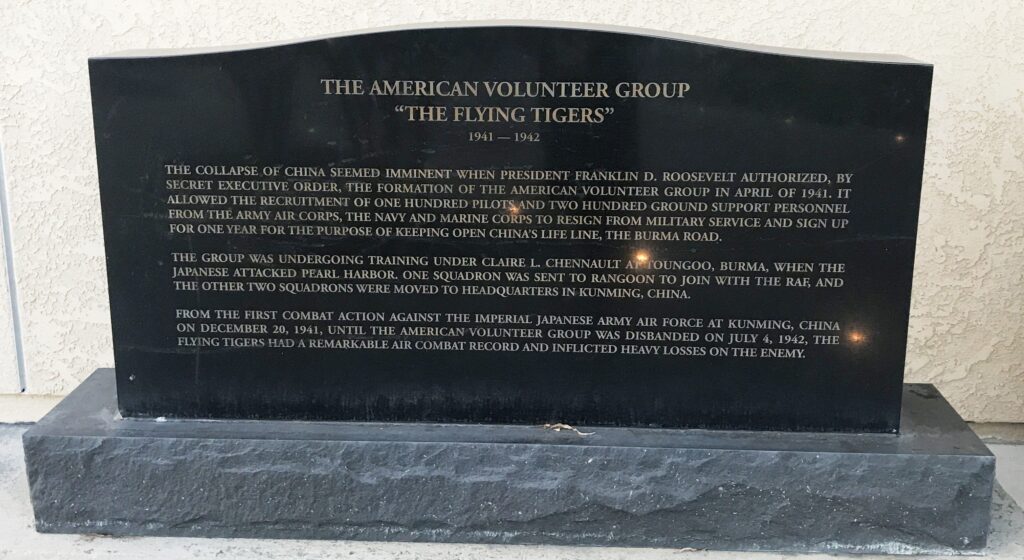 THE AMERICAN VOLUNTEER GROUP
“THE FLYING TIGERS”
1941 — 1942
THE COLLAPSE OF CHINA SEEMED IMMINENT WHEN PRESIDENT FRANKLIN D. ROOSEVELT AUTHORIZED, BY
SECRET EXECUTIVE ORDER, THE FORMATION OF THE AMERICAN VOLUNTEER GROUP IN APRIL OF 1941. IT
ALLOWED THE RECRUITMENT OF ONE HUNDRED PILOTS AND TWO HUNDRED GROUND SUPPORT PERSONNEL
FROM THE ARMY AIR CORPS, THE NAVY AND MARINE CORPS TO RESIGN FROM MILITARY SERVICE AND SIGN UP
FOR ONE YEAR FOR THE PURPOSE OF KEEPING OPEN CHINA’S LIFE LINE, THE BURMA ROAD.
THE GROUP WAS UNDERGOING TRAINING UNDER CLAIRE L. CHENNAULT AT TOUNGOO, BURMA, WHEN THE
JAPANESE ATTACKED PEARL HARBOR. ONE SQUADRON WAS SENT TO RANGOON TO JOIN WITH THE RAF, AND
THE OTHER TWO SQUADRONS WERE MOVED TO HEADQUARTERS IN KUNMING, CHINA.
FROM THE FIRST COMBAT ACTION AGAINST THE IMPERIAL JAPANESE ARMY AIR FORCE AT KUNMING, CHINA
ON DECEMBER 20, 1941, UNTIL THE AMERICAN VOLUNTEER GROUP WAS DISBANDED ON JULY 4, 1942, THE
FLYING TIGERS HAD A REMARKABLE AIR COMBAT RECORD AND INFLICTED HEAVY LOSSES ON THE ENEMY.